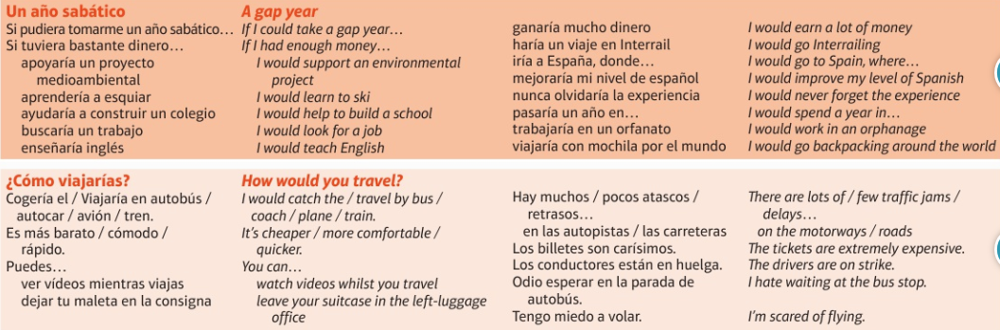 Un año sabático
A gap year
Si pudiera tomarme un año sabático…
If I could take a gap year…
Si tuviera bastante dinero…
If I had enough money…
apoyaría un proyecto
medioambiental
I would support an environmental
project
aprendería a esquiar
I would learn to ski
ayudaría a construir un colegio
I would help to build a school
buscaría un trabajo
I would look for a job
enseñaría inglés
I would teach English
ganaría mucho dinero
I would earn a lot of money
haría un viaje en Interrail
I would go Interrailing
iría a España, donde…
I would go to Spain, where…
mejoraría mi nivel de español
I would improve my level of Spanish
nunca olvidaría la experiencia
I would never forget the experience
pasaría un año en…
I would spend a year in…
trabajaría en un orfanato
I would work in an orphanage
viajaría con mochila por el mundo
I would go backpacking around the world
¿Cómo viajarías?
How would you travel?
Cogería el / Viajaría en autobús /
autocar / avión / tren.
I would catch the / travel by bus /
coach / plane / train.
Es más barato / cómodo /
rápido.
It’s cheaper / more comfortable /
quicker.
Puedes…
You can…
ver vídeos mientras viajas
watch videos whilst you travel
dejar tu maleta en la consigna
leave your suitcase in the left-luggage
office
Hay muchos / pocos atascos /
retrasos…
There are lots of / few traffic jams /
delays…
en las autopistas / las carreteras
on the motorways / roads
Los billetes son carísimos.
The tickets are extremely expensive.
Los conductores están en huelga.
The drivers are on strike.
Odio esperar en la parada de
autobús.
I hate waiting at the bus stop.
Tengo miedo a volar.
I’m scared of flying.